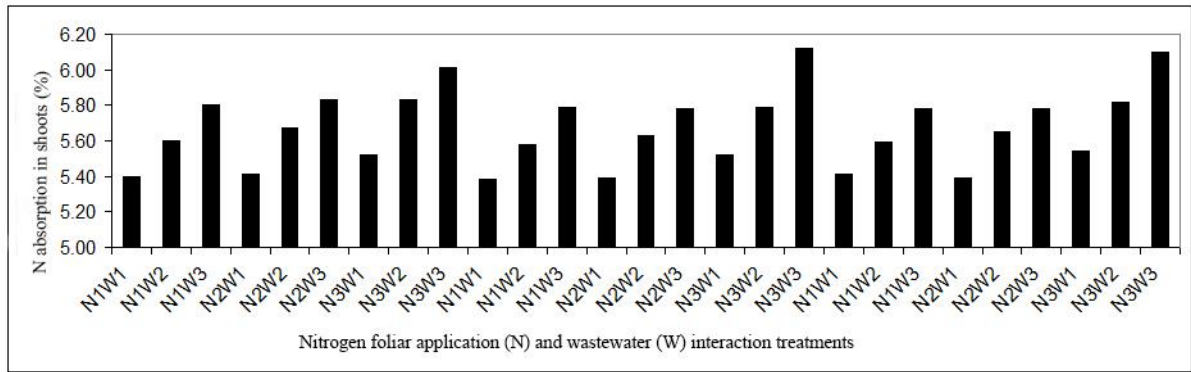 N absorption in shoots (%)
6.20
6.00
5.80
5.60
5.40
5.20
5.00
N1W1
N1W2
N1W3
N2W1
N2W2
N2W3
N3W1
N3W2
N3W3
N1W1
N1W2
N1W3
N2W1
N2W2
N2W3
N3W1
N3W2
N3W3
N1W1
N1W2
N1W3
N2W1
N2W2
N2W3
N3W1
N3W2
N3W3
Nitrogen foliar application (N) and wastewater (W) interaction treatments